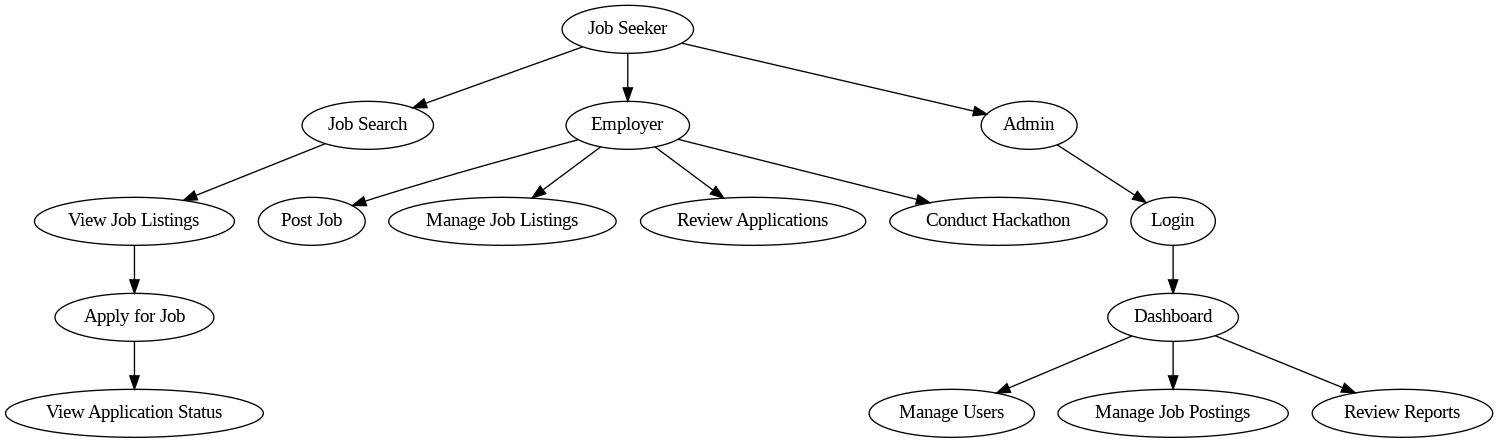 Job Seeker
Job Search
Employer
Admin
View Job Listings
Post Job
Manage Job Listings
Review Applications
Conduct Hackathon
Login
Apply for Job
Dashboard
View Application Status
Manage Users
Manage Job Postings
Review Reports